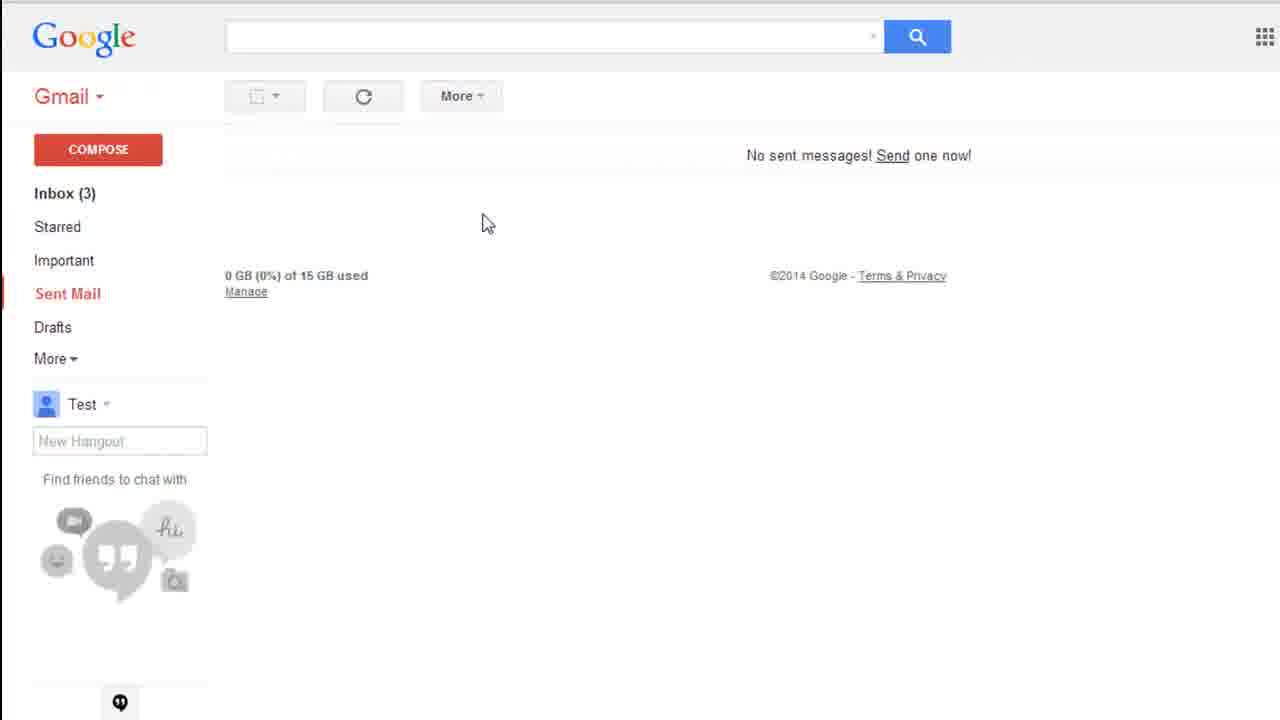 Google
Gmail
More
COMPOSE
No sent messages! Send one now!
Inbox (3)
Starred
Important
Sent Mail
Drafts
More
0 GB (0%) of 15 GB used
Manage
©2014 Google - Terms & Privacy
Test
New Hangout
Find friends to chat with
hi